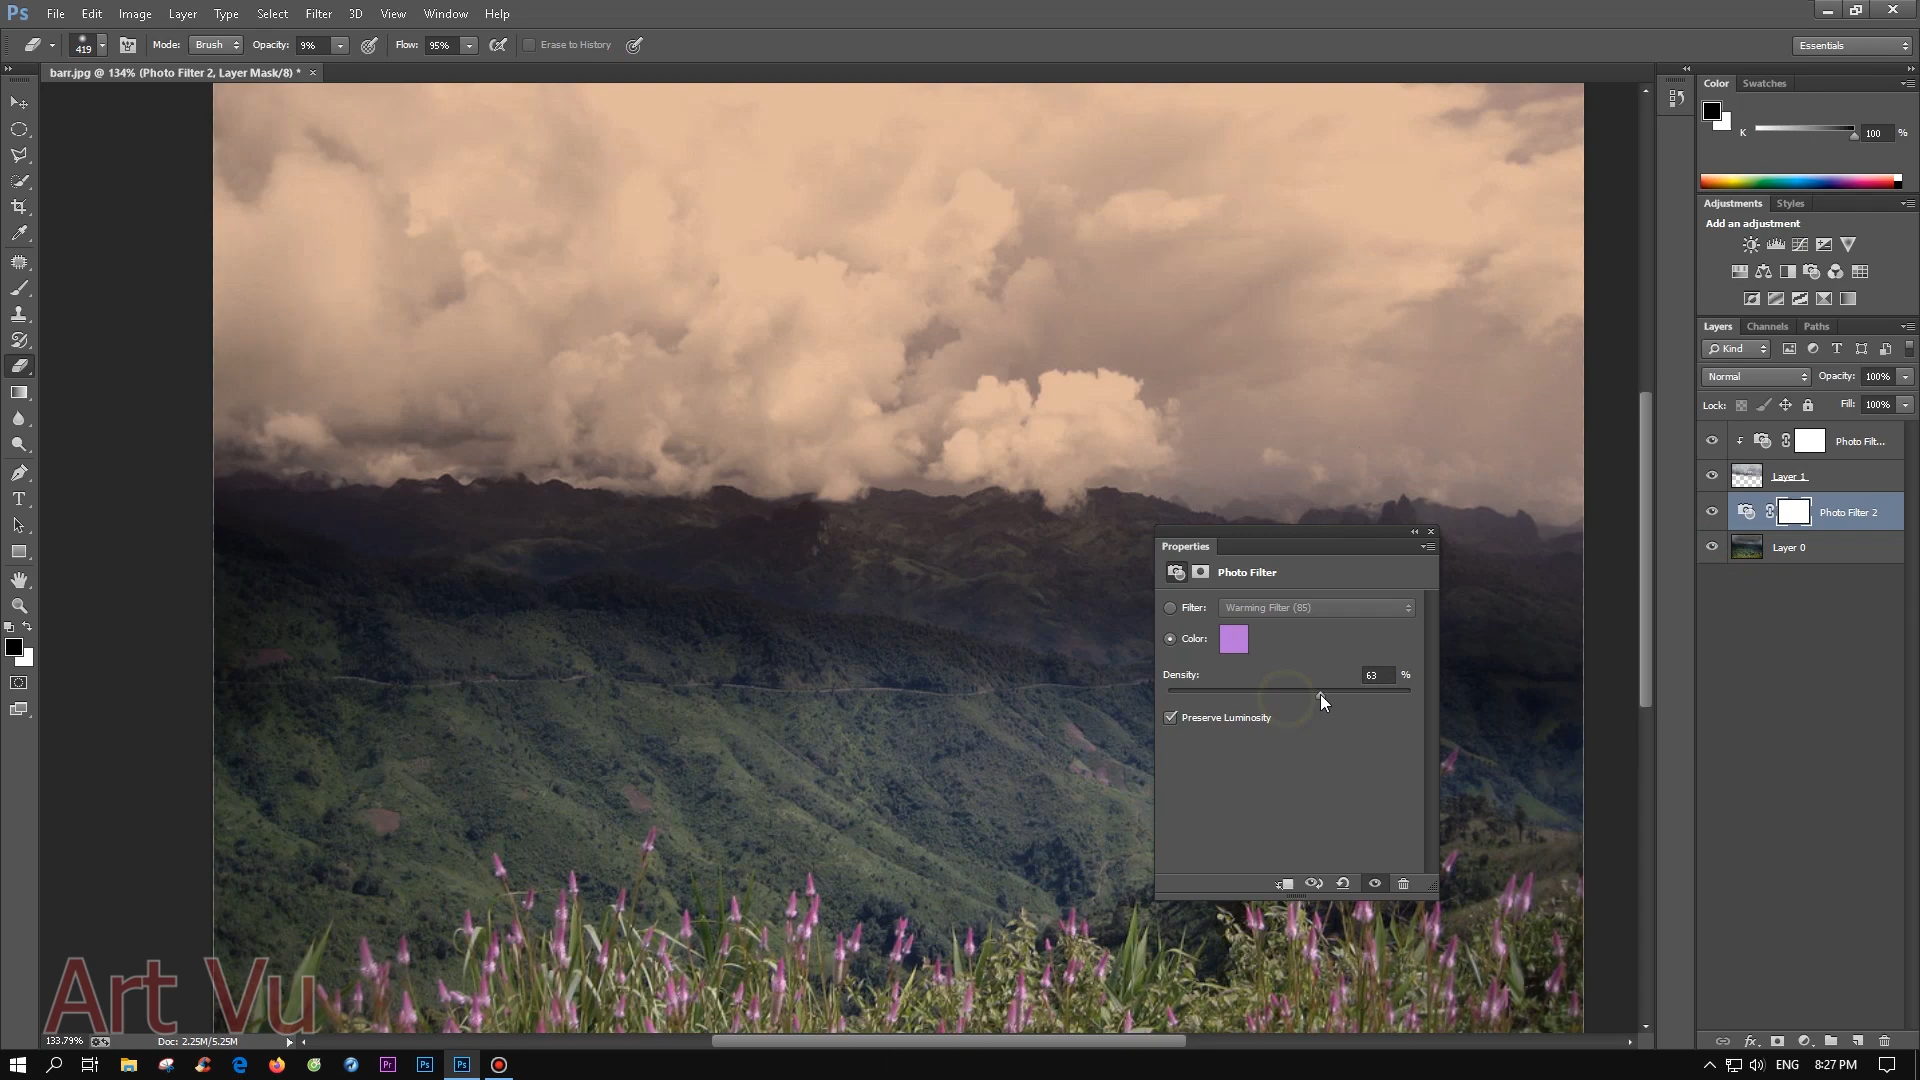 Ps File Edit Image Layer Type Select Filter 3D View Window Help
419 Mode: Brush Opacity: 9% Flow: 95% Erase to History Essentials
barr.jpg @ 134% (Photo Filter 2, Layer Mask/8) * ×
Color Swatches
K 100 %
Adjustments Styles
Add an adjustment
Layers Channels Paths
Kind
Normal Opacity: 100%
Lock: Fill: 100%
Photo Filt...
Layer 1
Photo Filter 2
Layer 0
Properties
Photo Filter
Filter: Warming Filter (85)
Color:
Density: 63 %
Preserve Luminosity
Art Vu
133.79% Doc: 2.25M/5.25M
Pr Ps Ps ENG 8:27 PM